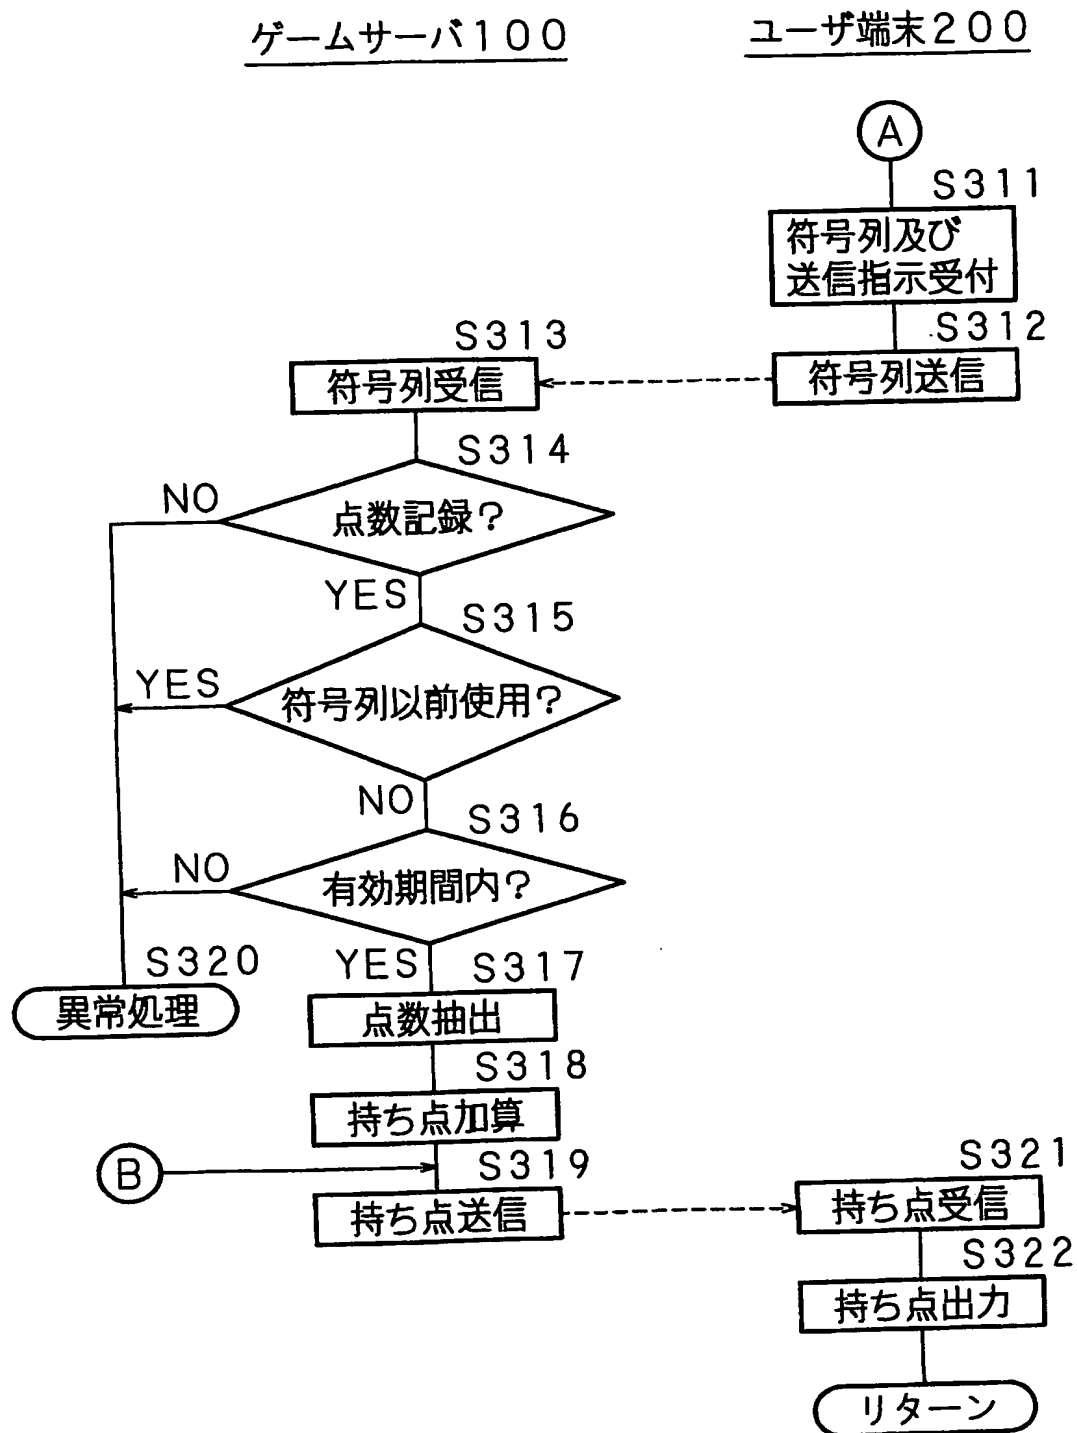 ゲームサーバ100
ユーザ端末200
A
S311
符号列及び
送信指示受付
S312
符号列送信
S313
符号列受信
S314
点数記録?
NO
YES
S315
符号列以前使用?
YES
NO
S316
有効期間内?
NO
YES
S320
異常処理
S317
点数抽出
S318
持ち点加算
B
S319
持ち点送信
S321
持ち点受信
S322
持ち点出力
リターン